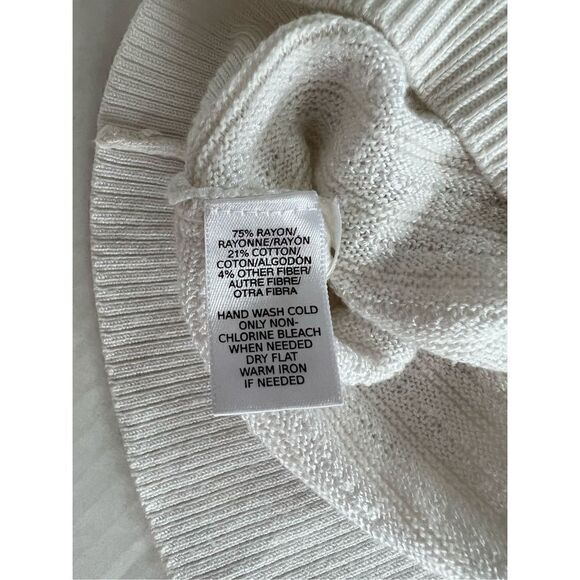 75% RAYON/
RAYONNE/RAYÓN
21% COTTON/
COTON/ALGODÓN
4% OTHER FIBER/
AUTRE FIBRE/
OTRA FIBRA
HAND WASH COLD
ONLY NON-
CHLORINE BLEACH
WHEN NEEDED
DRY FLAT
WARM IRON
IF NEEDED